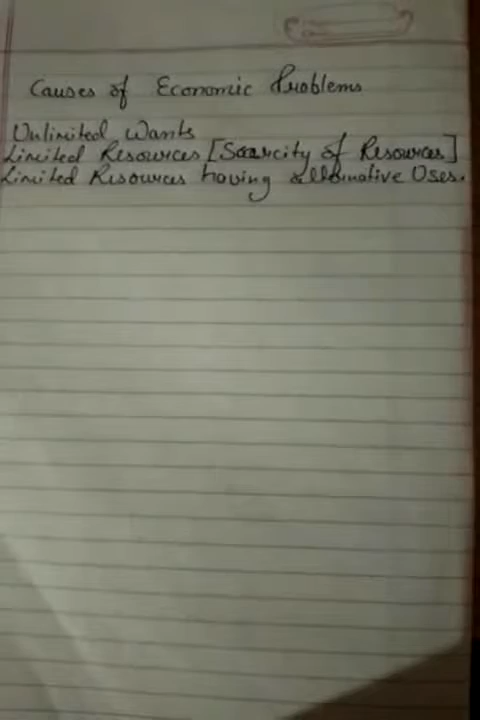 Causes of Economic Problems
Unlimited Wants
Limited Resources [Scarcity of Resources]
Limited Resources having alternative Uses.